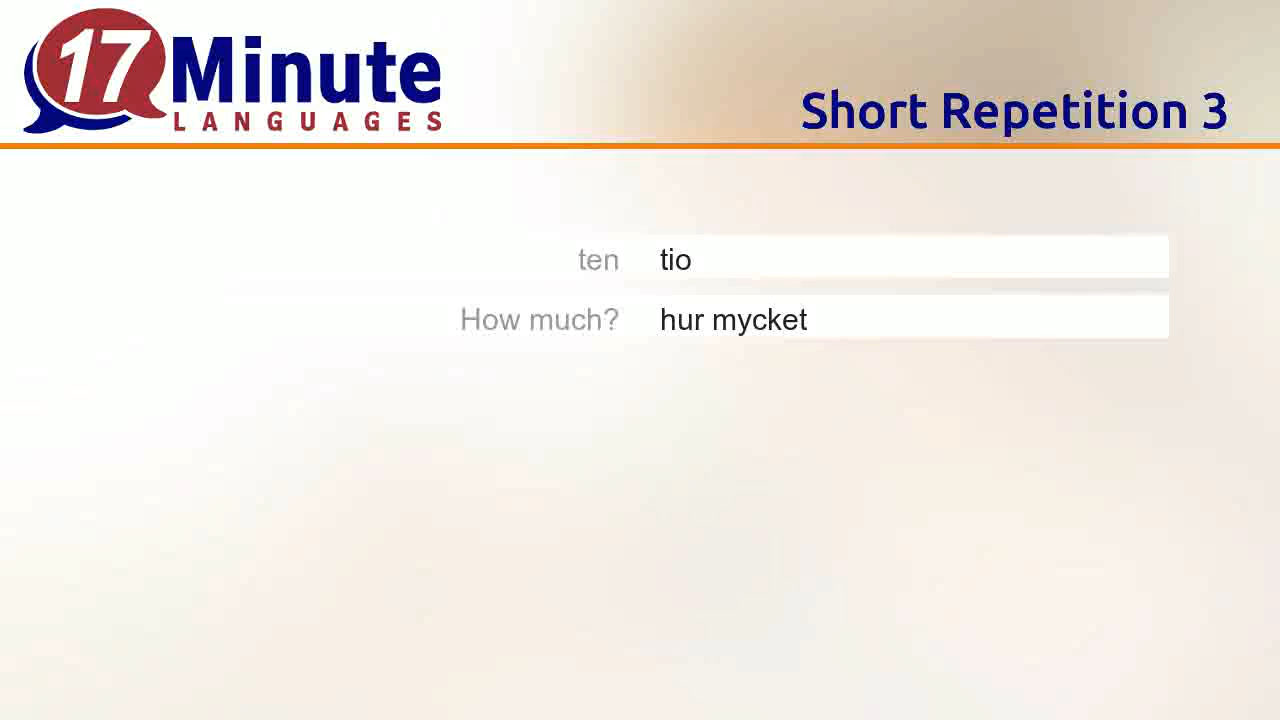 17 Minute
LANGUAGES
Short Repetition 3
ten tio
How much? hur mycket